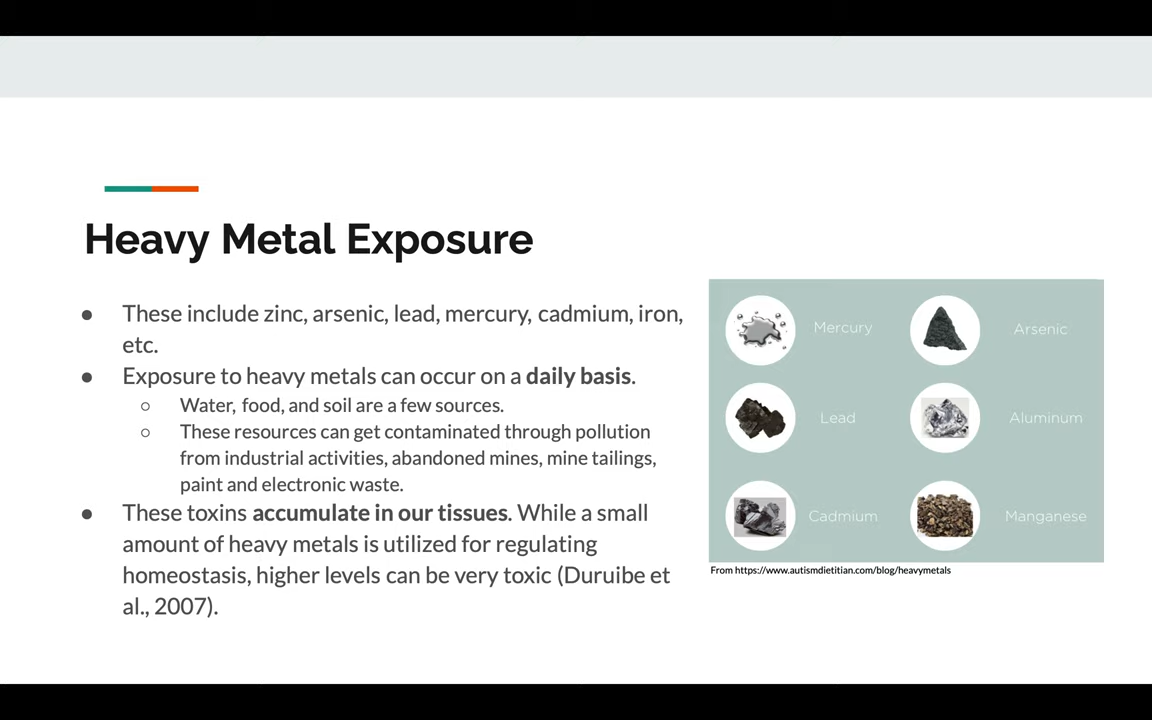 Heavy Metal Exposure
● These include zinc, arsenic, lead, mercury, cadmium, iron,
etc.
● Exposure to heavy metals can occur on a daily basis.
○ Water, food, and soil are a few sources.
○ These resources can get contaminated through pollution
from industrial activities, abandoned mines, mine tailings,
paint and electronic waste.
● These toxins accumulate in our tissues. While a small
amount of heavy metals is utilized for regulating
homeostasis, higher levels can be very toxic (Duruibe et
al., 2007).
Mercury
Arsenic
Lead
Aluminum
Cadmium
Manganese
From https://www.autismdietitian.com/blog/heavymetals